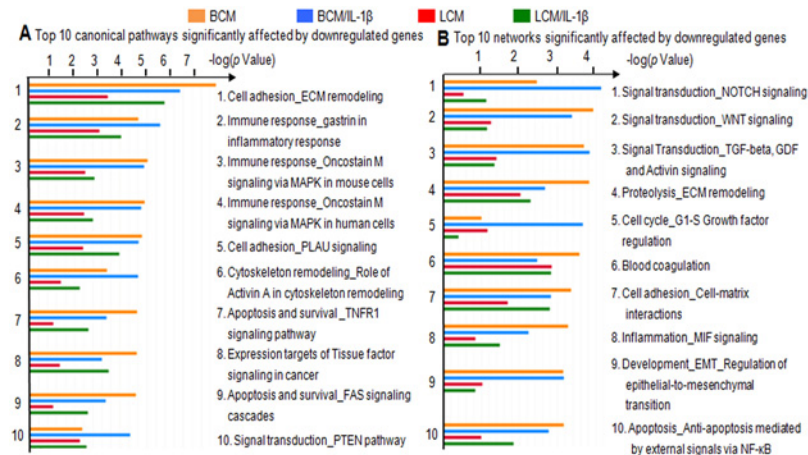 BCM BCM/IL-1β LCM LCM/IL-1β
A Top 10 canonical pathways significantly affected by downregulated genes
-log(p Value)
1 2 3 4 5 6 7
1
2
3
4
5
6
7
8
9
10
1. Cell adhesion_ECM remodeling
2. Immune response_gastrin in
inflammatory response
3. Immune response_Oncostain M
signaling via MAPK in mouse cells
4. Immune response_Oncostain M
signaling via MAPK in human cells
5. Cell adhesion_PLAU signaling
6. Cytoskeleton remodeling_Role of
Activin A in cytoskeleton remodeling
7. Apoptosis and survival_TNFR1
signaling pathway
8. Expression targets of Tissue factor
signaling in cancer
9. Apoptosis and survival_FAS signaling
cascades
10. Signal transduction_PTEN pathway
B Top 10 networks significantly affected by downregulated genes
-log(p Value)
1 2 3 4
1
2
3
4
5
6
7
8
9
10
1. Signal transduction_NOTCH signaling
2. Signal transduction_WNT signaling
3. Signal Transduction_TGF-beta, GDF
and Activin signaling
4. Proteolysis_ECM remodeling
5. Cell cycle_G1-S Growth factor
regulation
6. Blood coagulation
7. Cell adhesion_Cell-matrix
interactions
8. Inflammation_MIF signaling
9. Development_EMT_Regulation of
epithelial-to-mesenchymal
transition
10. Apoptosis_Anti-apoptosis mediated
by external signals via NF-κB